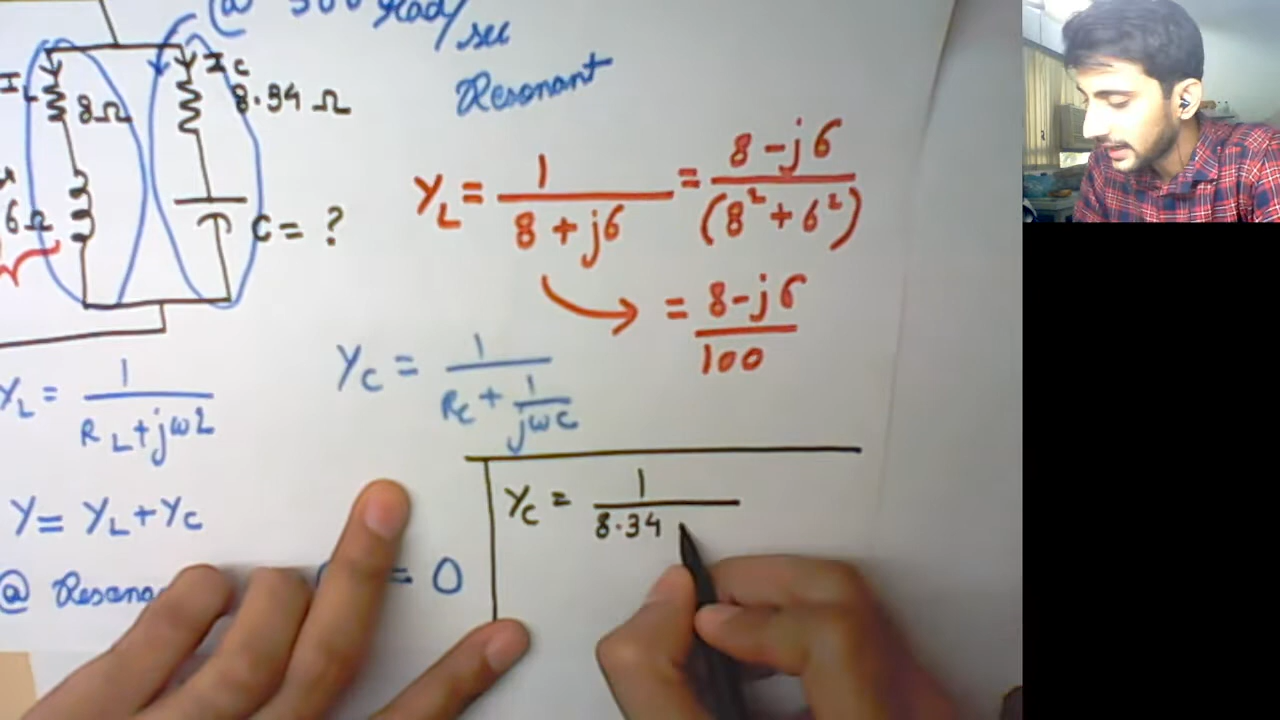 @ 500 rad/sec
Resonant
IL
Ic
8Ω
8.34 Ω
6Ω
C = ?
YL = 1 / (8 + j6) = (8 - j6) / (8² + 6²)
= (8 - j6) / 100
YL = 1 / (RL + jωL)
Yc = 1 / (Rc + 1 / jωc)
Y = YL + Yc
Yc = 1 / 8.34
@
= 0